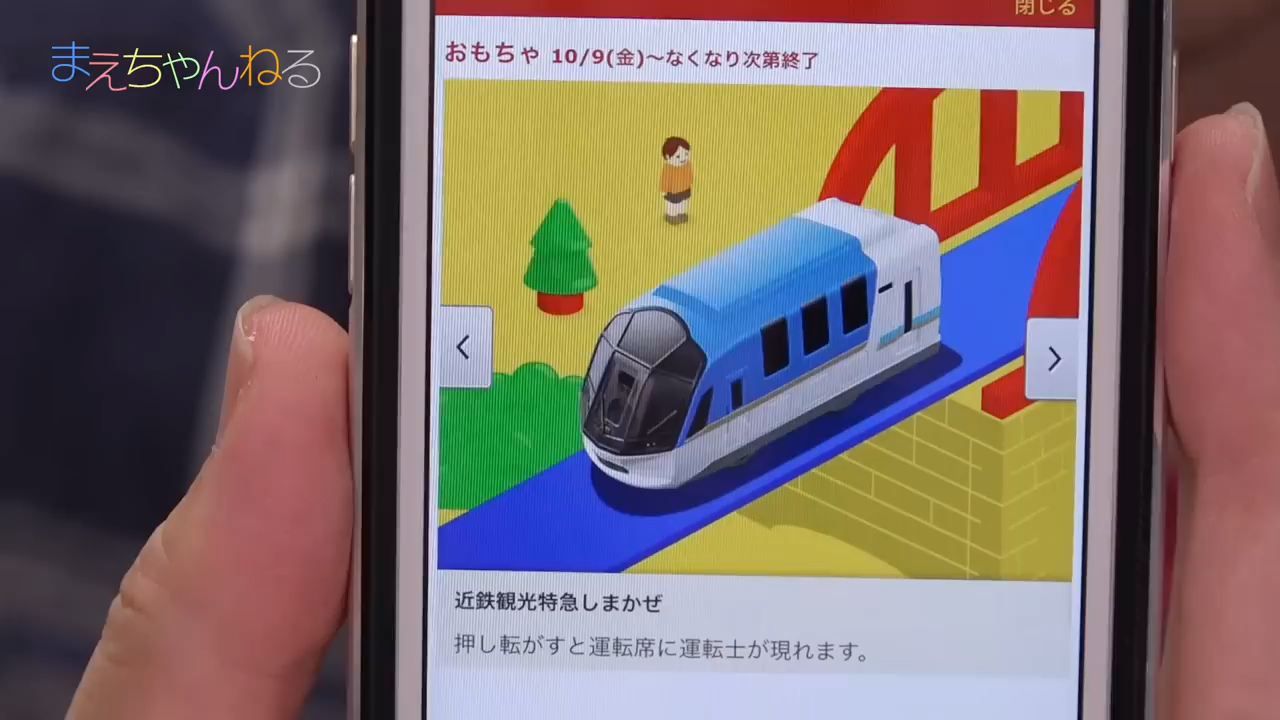 閉じる
まえちゃんねる
おもちゃ 10/9(金)〜なくなり次第終了
近鉄観光特急しまかぜ
押し転がすと運転席に運転士が現れます。